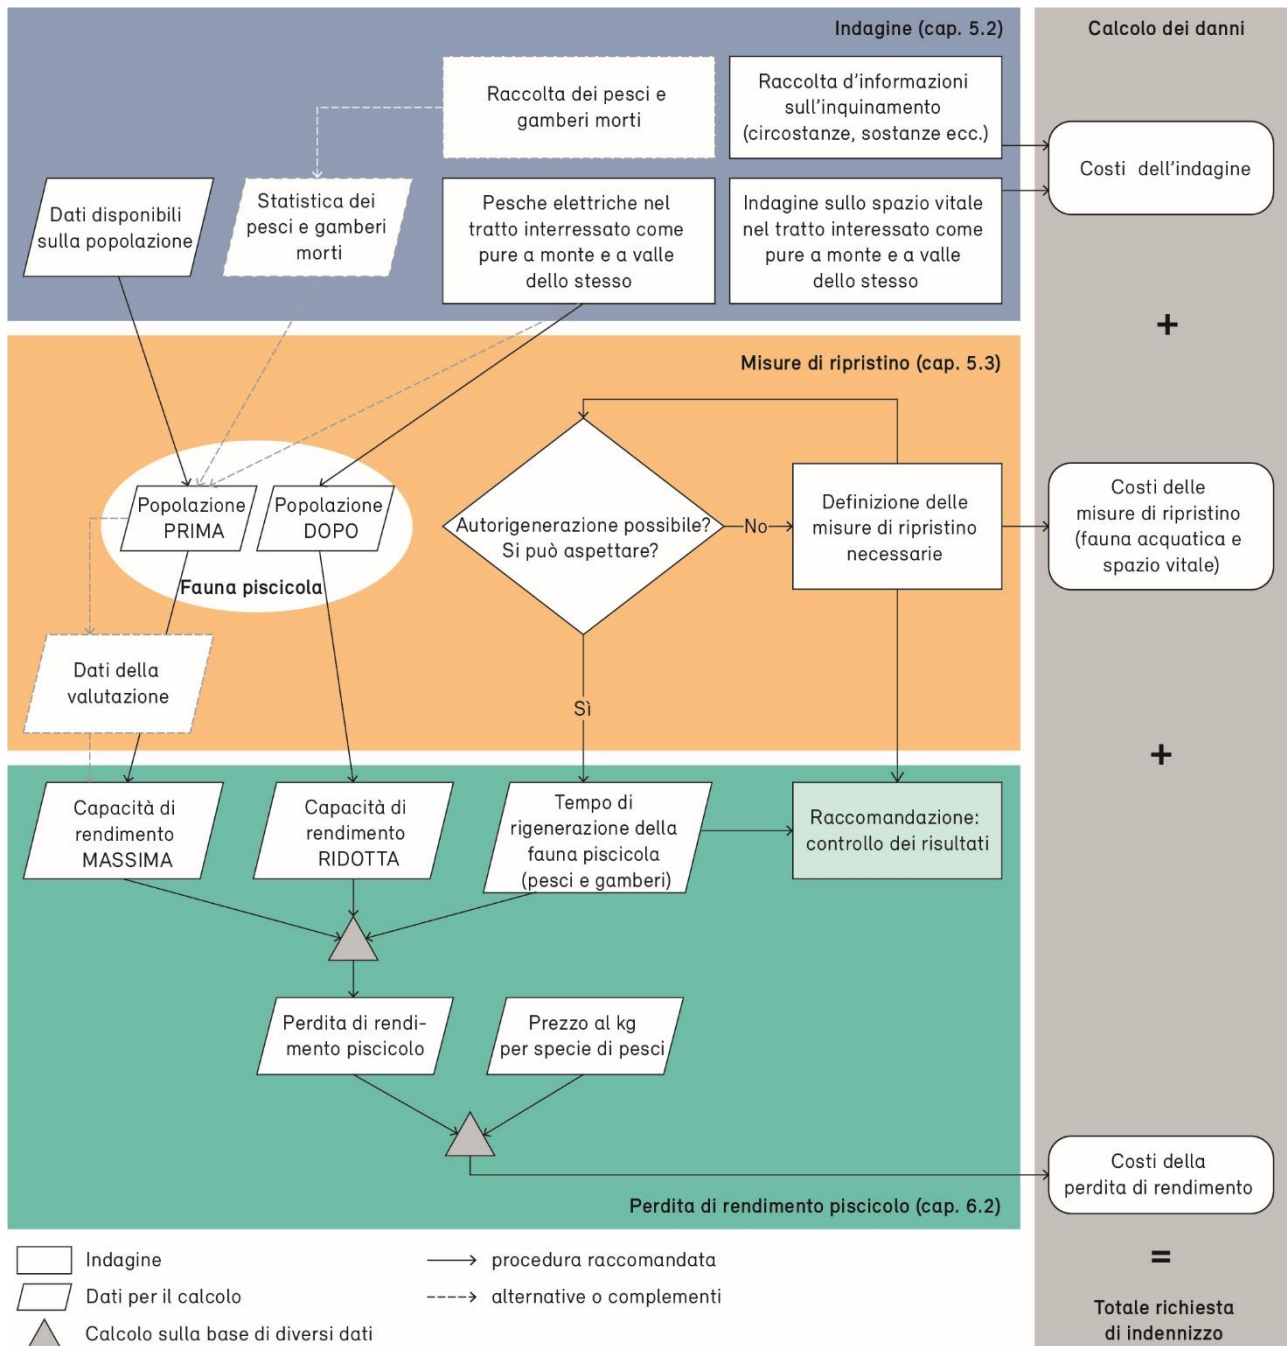 Indagine (cap. 5.2)
Calcolo dei danni
Raccolta dei pesci e
gamberi morti
Raccolta d'informazioni
sull'inquinamento
(circostanze, sostanze ecc.)
Costi dell'indagine
Dati disponibili
sulla popolazione
Statistica dei
pesci e gamberi
morti
Pesche elettriche nel
tratto interressato come
pure a monte e a valle
dello stesso
Indagine sullo spazio vitale
nel tratto interessato come
pure a monte e a valle
dello stesso
+
Misure di ripristino (cap. 5.3)
Popolazione
PRIMA
Popolazione
DOPO
Fauna piscicola
Autorigenerazione possibile?
Si può aspettare?
No
Definizione delle
misure di ripristino
necessarie
Costi delle
misure di ripristino
(fauna acquatica e
spazio vitale)
Dati della
valutazione
Sì
+
Capacità di
rendimento
MASSIMA
Capacità di
rendimento
RIDOTTA
Tempo di
rigenerazione della
fauna piscicola
(pesci e gamberi)
Raccomandazione:
controllo dei risultati
Perdita di rendi-
mento piscicolo
Prezzo al kg
per specie di pesci
Costi della
perdita di rendimento
Perdita di rendimento piscicolo (cap. 6.2)
=
Totale richiesta
di indennizzo
Indagine
Dati per il calcolo
Calcolo sulla base di diversi dati
procedura raccomandata
alternative o complementi